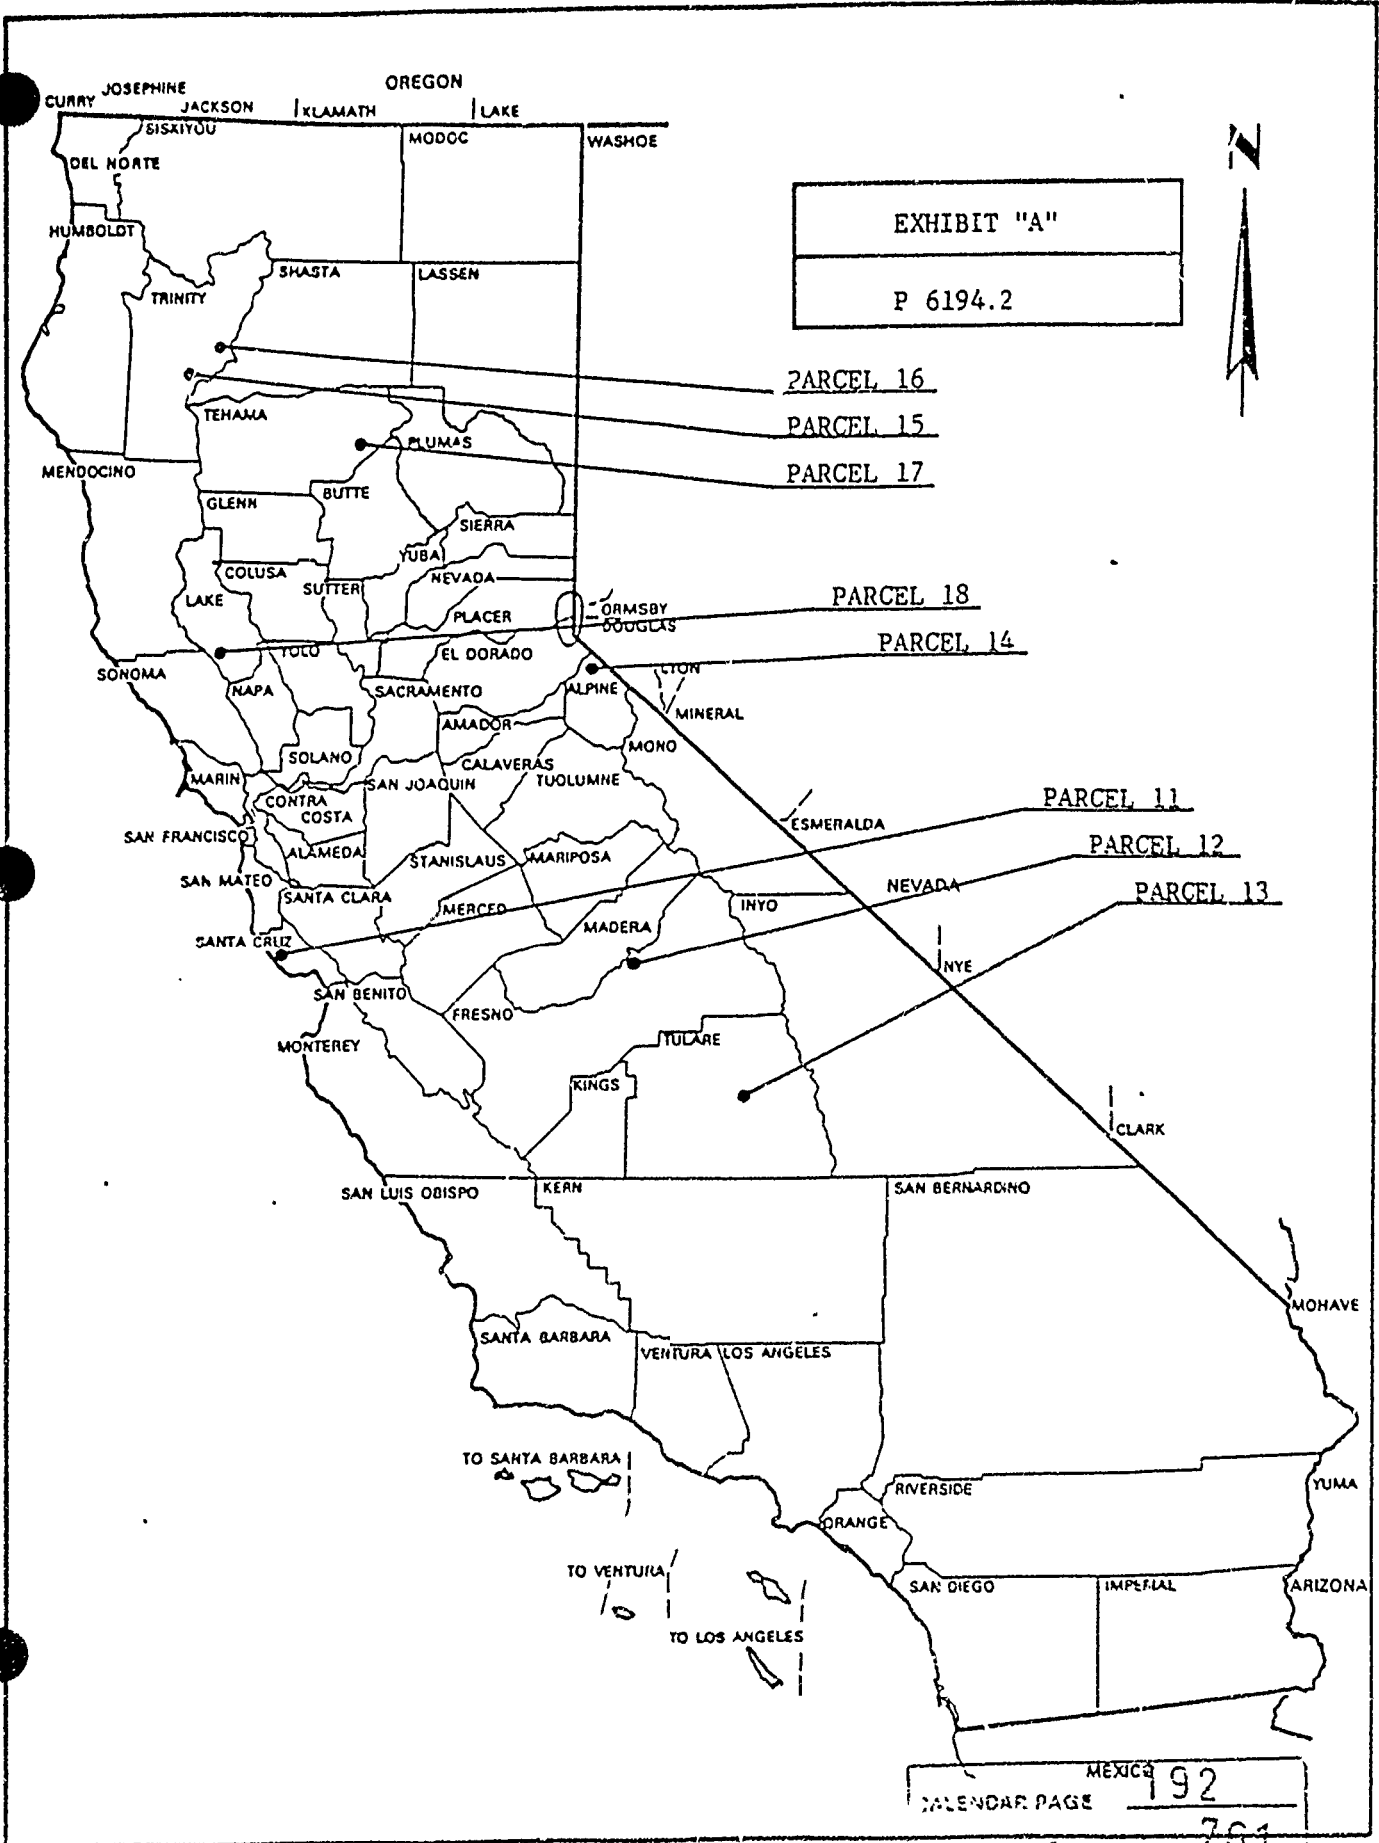 OREGON
JOSEPHINE
CURRY
JACKSON
KLAMATH
LAKE
SISKIYOU
MODOC
WASHOE
N
DEL NORTE
EXHIBIT "A"
HUMBOLDT
SHASTA
LASSEN
TRINITY
P 6194.2
PARCEL 16
TEHAMA
PARCEL 15
PLUMAS
MENDOCINO
PARCEL 17
BUTTE
GLENN
SIERRA
YUBA
COLUSA
NEVADA
SUTTER
LAKE
PARCEL 18
ORMSBY
PLACER
DOUGLAS
PARCEL 14
YOLO
EL DORADO
SONOMA
LYON
NAPA
SACRAMENTO
ALPINE
MINERAL
AMADOR
MONO
SOLANO
CALAVERAS
MARIN
SAN JOAQUIN
TUOLUMNE
CONTRA
COSTA
PARCEL 11
ESMERALDA
SAN FRANCISCO
ALAMEDA
STANISLAUS
MARIPOSA
PARCEL 12
SAN MATEO
NEVADA
PARCEL 13
SANTA CLARA
MERCED
INYO
MADERA
SANTA CRUZ
NYE
SAN BENITO
FRESNO
MONTEREY
TULARE
KINGS
CLARK
SAN LUIS OBISPO
KERN
SAN BERNARDINO
MOHAVE
SANTA BARBARA
VENTURA
LOS ANGELES
TO SANTA BARBARA
RIVERSIDE
YUMA
ORANGE
TO VENTURA
SAN DIEGO
IMPERIAL
ARIZONA
TO LOS ANGELES
MEXICO
CALENDAR PAGE 192